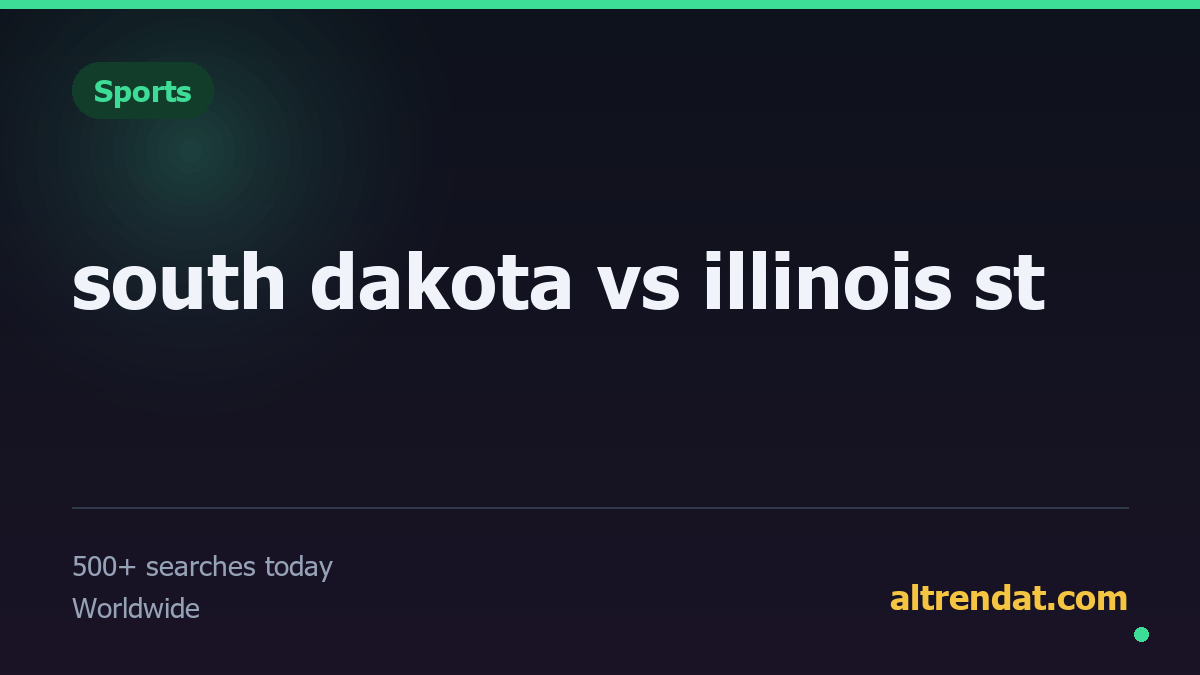 Sports
south dakota vs illinois st
500+ searches today
Worldwide
altrendat.com